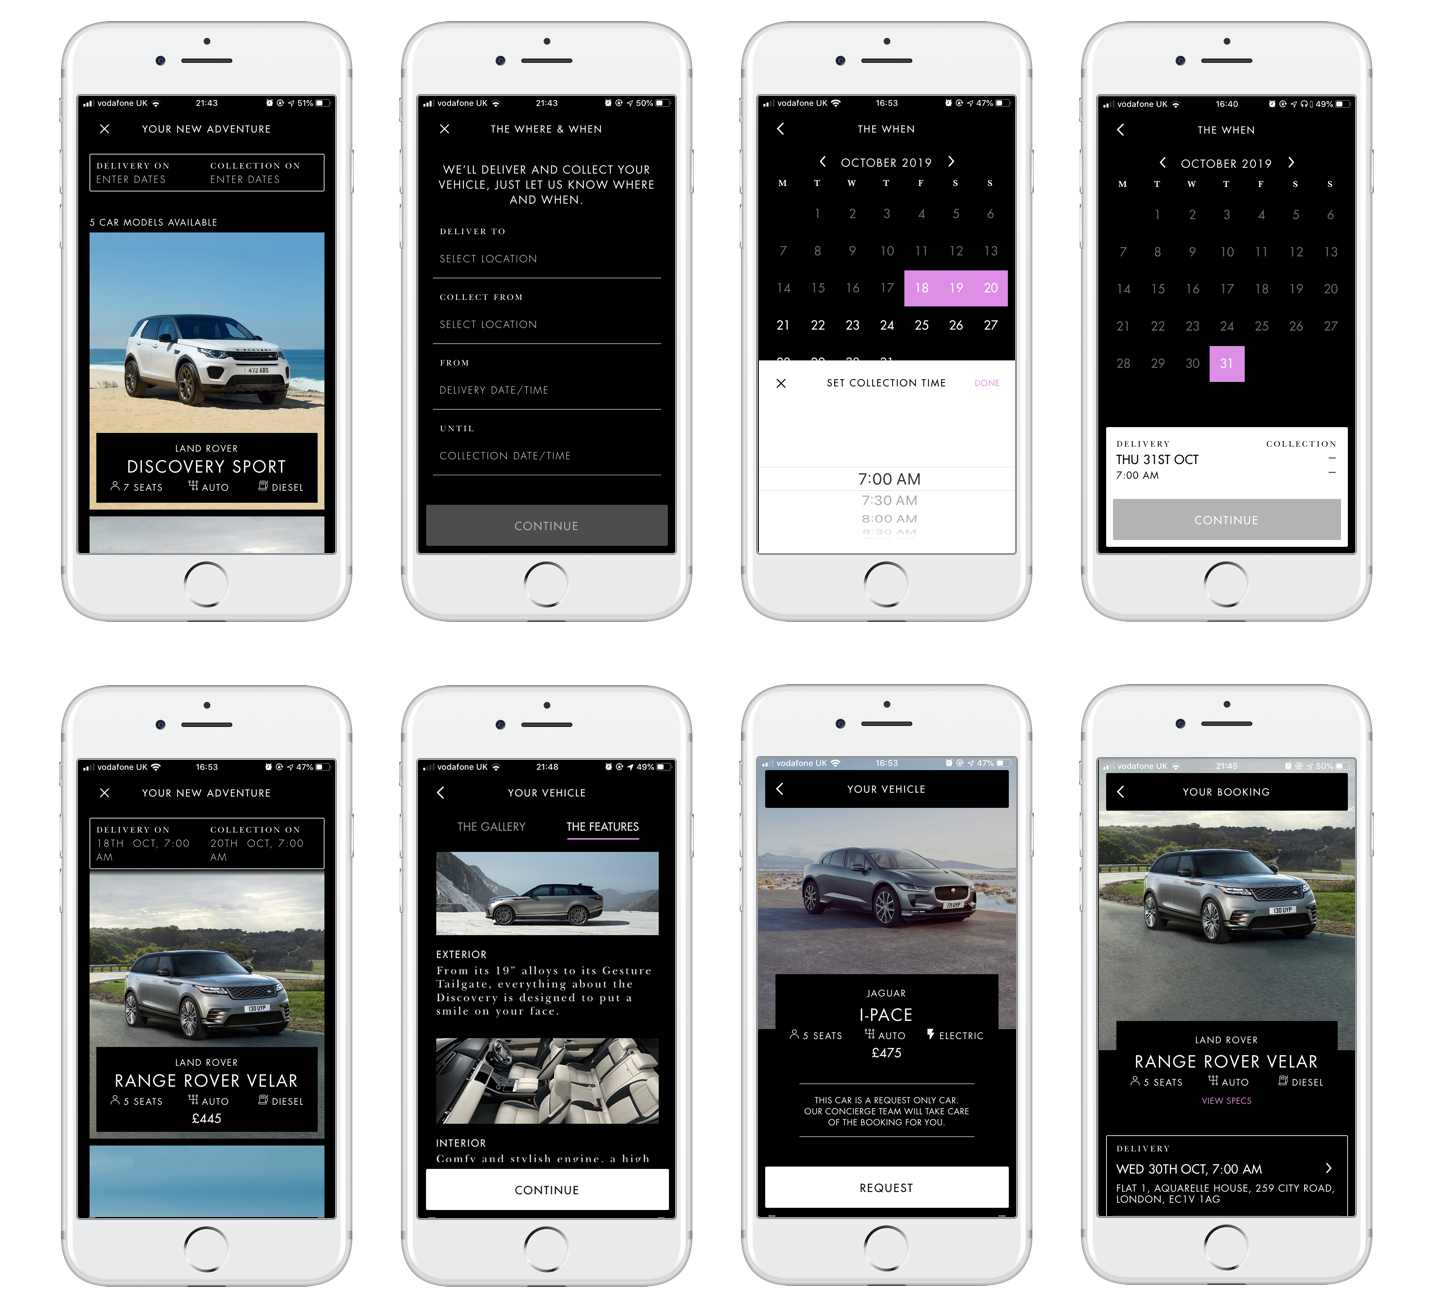 vodafone UK 21:43 51%
YOUR NEW ADVENTURE
DELIVERY ON COLLECTION ON
ENTER DATES ENTER DATES
5 CAR MODELS AVAILABLE
DISCOVERY
472 ABS
LAND ROVER
DISCOVERY SPORT
7 SEATS AUTO DIESEL
vodafone UK 21:43 50%
THE WHERE & WHEN
WE'LL DELIVER AND COLLECT YOUR
VEHICLE, JUST LET US KNOW WHERE
AND WHEN.
DELIVER TO
SELECT LOCATION
COLLECT FROM
SELECT LOCATION
FROM
DELIVERY DATE/TIME
UNTIL
COLLECTION DATE/TIME
CONTINUE
vodafone UK 16:53 47%
THE WHEN
OCTOBER 2019
M T W T F S S
1 2 3 4 5 6
7 8 9 10 11 12 13
14 15 16 17 18 19 20
21 22 23 24 25 26 27
28 29 30 31
SET COLLECTION TIME DONE
7:00 AM
7:30 AM
8:00 AM
8:30 AM
vodafone UK 16:40 49%
THE WHEN
OCTOBER 2019
M T W T F S S
1 2 3 4 5 6
7 8 9 10 11 12 13
14 15 16 17 18 19 20
21 22 23 24 25 26 27
28 29 30 31
DELIVERY COLLECTION
THU 31ST OCT –
7:00 AM –
CONTINUE
vodafone UK 16:53 47%
YOUR NEW ADVENTURE
DELIVERY ON COLLECTION ON
18TH OCT, 7:00 20TH OCT, 7:00
AM AM
130 UYP
LAND ROVER
RANGE ROVER VELAR
5 SEATS AUTO DIESEL
£445
vodafone UK 21:48 49%
YOUR VEHICLE
THE GALLERY THE FEATURES
EXTERIOR
From its 19" alloys to its Gesture
Tailgate, everything about the
Discovery is designed to put a
smile on your face.
INTERIOR
Comfy and stylish engine, a high
CONTINUE
vodafone UK 16:53 47%
YOUR VEHICLE
JAGUAR
I-PACE
5 SEATS AUTO ELECTRIC
£475
THIS CAR IS A REQUEST ONLY CAR.
OUR CONCIERGE TEAM WILL TAKE CARE
OF THE BOOKING FOR YOU.
REQUEST
vodafone UK 21:45 50%
YOUR BOOKING
130 UYP
LAND ROVER
RANGE ROVER VELAR
5 SEATS AUTO DIESEL
VIEW SPECS
DELIVERY
WED 30TH OCT, 7:00 AM
FLAT 1, AQUARELLE HOUSE, 259 CITY ROAD,
LONDON, EC1V 1AG